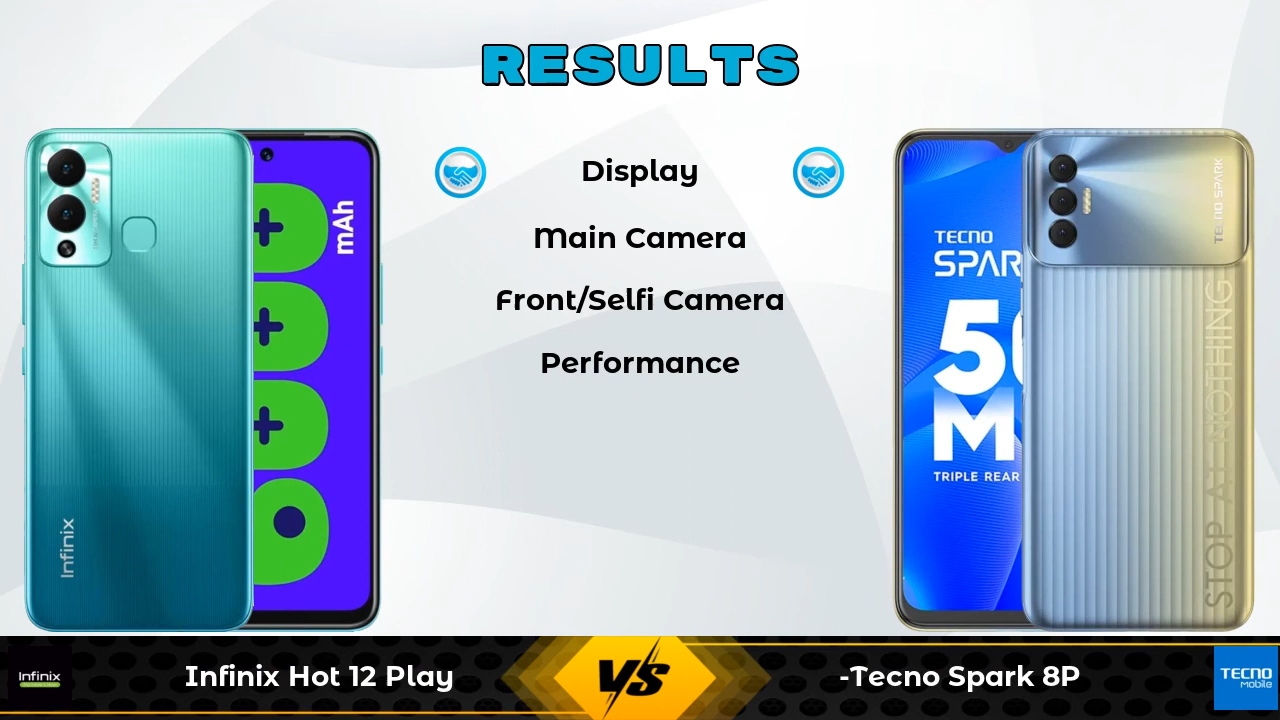 RESULTS
Display
Main Camera
Front/Selfi Camera
Performance
mAh
Infinix
TECNO
SPAR
TRIPLE REAR
TECNO SPARK
STOP AT NOTHING
Infinix
Infinix Hot 12 Play
VS
-Tecno Spark 8P
TECNO
mobile